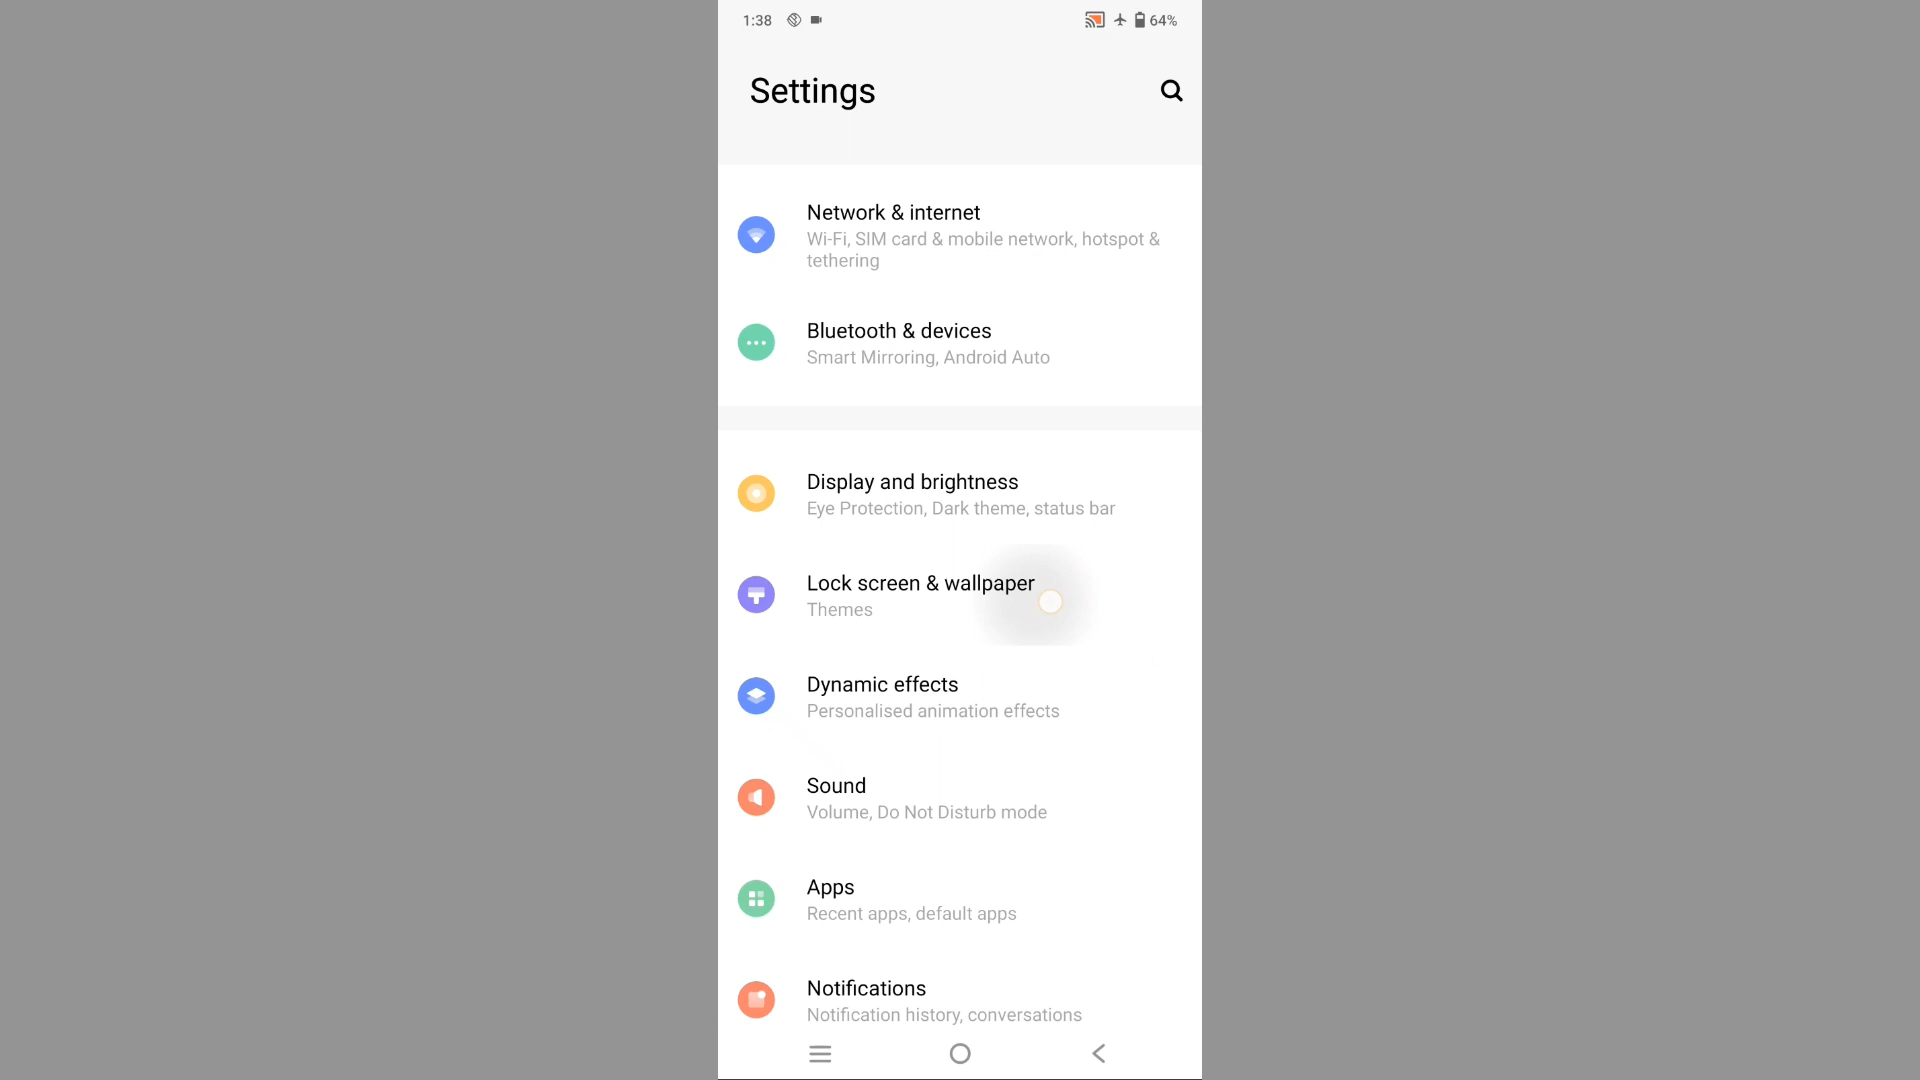 1:38
64%
Settings
Network & internet
Wi-Fi, SIM card & mobile network, hotspot &
tethering
Bluetooth & devices
Smart Mirroring, Android Auto
Display and brightness
Eye Protection, Dark theme, status bar
Lock screen & wallpaper
Themes
Dynamic effects
Personalised animation effects
Sound
Volume, Do Not Disturb mode
Apps
Recent apps, default apps
Notifications
Notification history, conversations